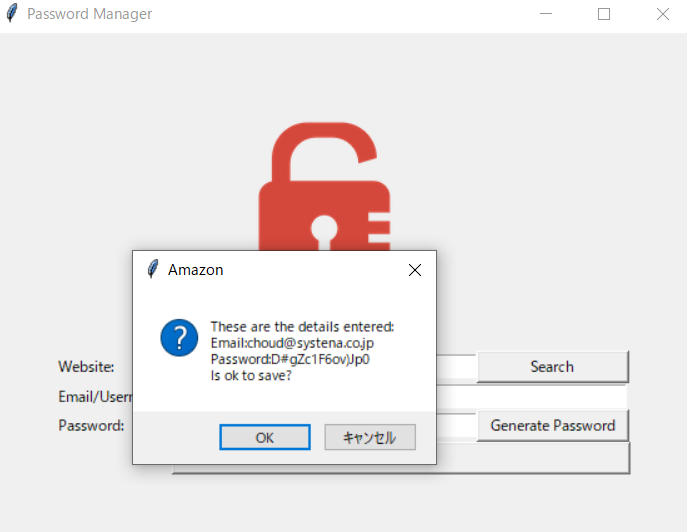 Password Manager
Amazon
These are the details entered:
Email:choud@systena.co.jp
Password:D#gZc1F6ov)Jp0
Is ok to save?
OK
キャンセル
Website:
Search
Email/Usern
Password:
Generate Password